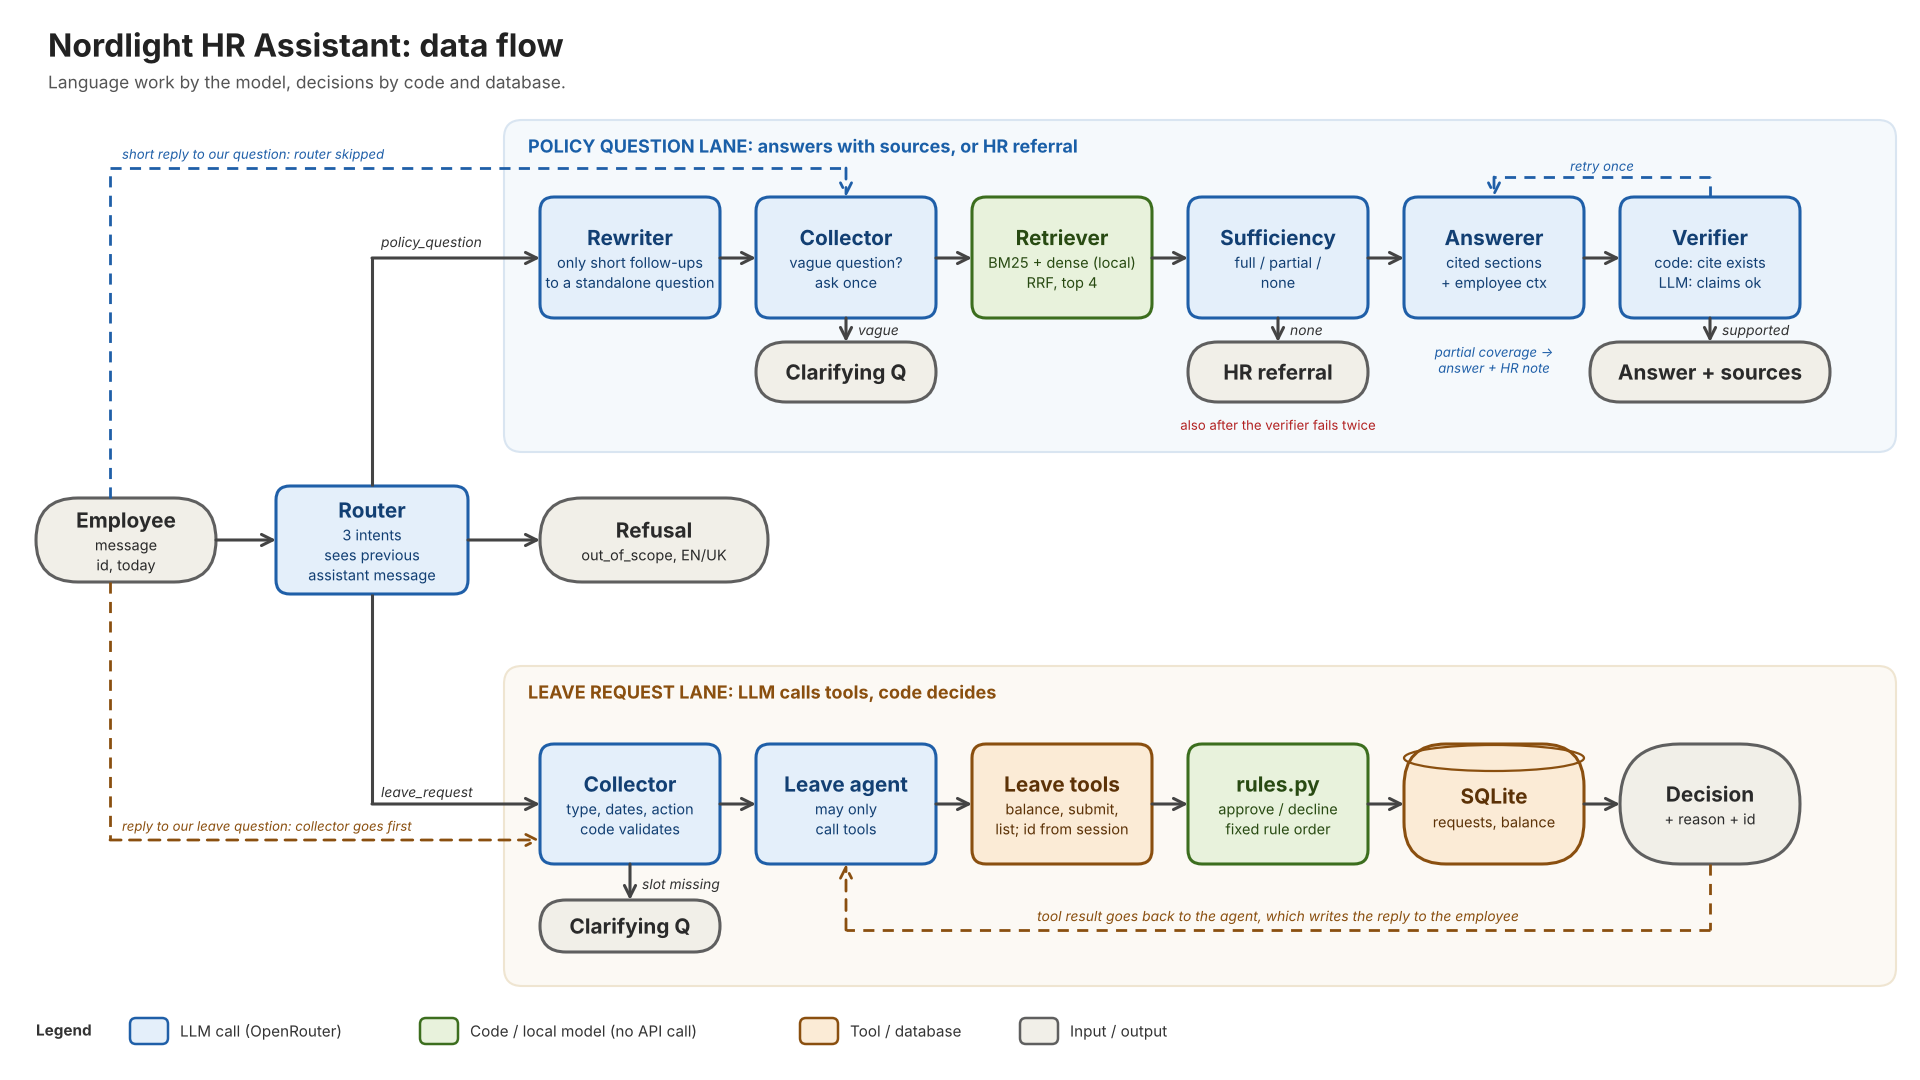 Nordlight HR Assistant: data flow
Language work by the model, decisions by code and database.
POLICY QUESTION LANE: answers with sources, or HR referral
short reply to our question: router skipped
retry once
policy_question
Rewriter
only short follow-ups
to a standalone question
Collector
vague question?
ask once
Retriever
BM25 + dense (local)
RRF, top 4
Sufficiency
full / partial /
none
Answerer
cited sections
+ employee ctx
Verifier
code: cite exists
LLM: claims ok
vague
none
supported
Clarifying Q
HR referral
partial coverage →
answer + HR note
Answer + sources
also after the verifier fails twice
Employee
message
id, today
Router
3 intents
sees previous
assistant message
Refusal
out_of_scope, EN/UK
LEAVE REQUEST LANE: LLM calls tools, code decides
leave_request
reply to our leave question: collector goes first
Collector
type, dates, action
code validates
Leave agent
may only
call tools
Leave tools
balance, submit,
list; id from session
rules.py
approve / decline
fixed rule order
SQLite
requests, balance
Decision
+ reason + id
slot missing
Clarifying Q
tool result goes back to the agent, which writes the reply to the employee
Legend
LLM call (OpenRouter)
Code / local model (no API call)
Tool / database
Input / output